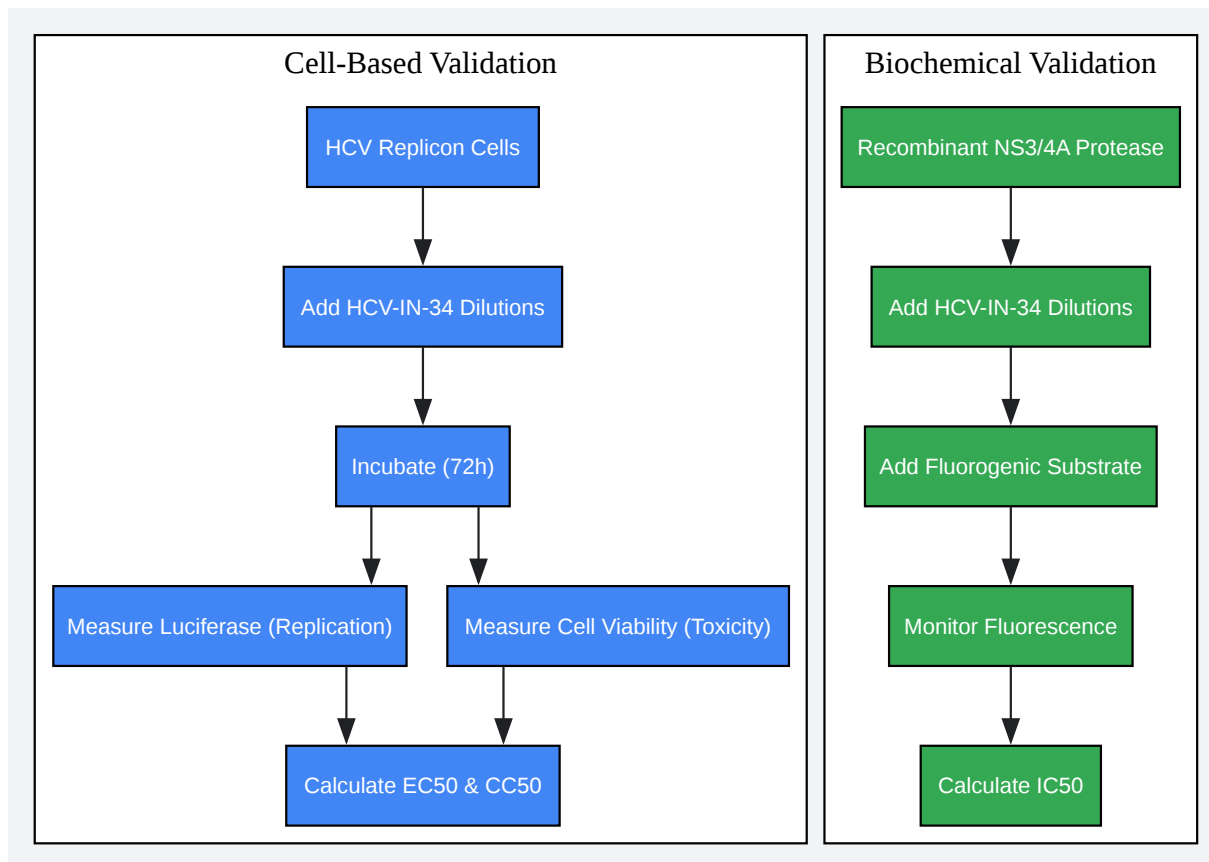 Cell-Based Validation
HCV Replicon Cells
Add HCV-IN-34 Dilutions
Incubate (72h)
Measure Luciferase (Replication)
Measure Cell Viability (Toxicity)
Calculate EC50 & CC50
Biochemical Validation
Recombinant NS3/4A Protease
Add HCV-IN-34 Dilutions
Add Fluorogenic Substrate
Monitor Fluorescence
Calculate IC50